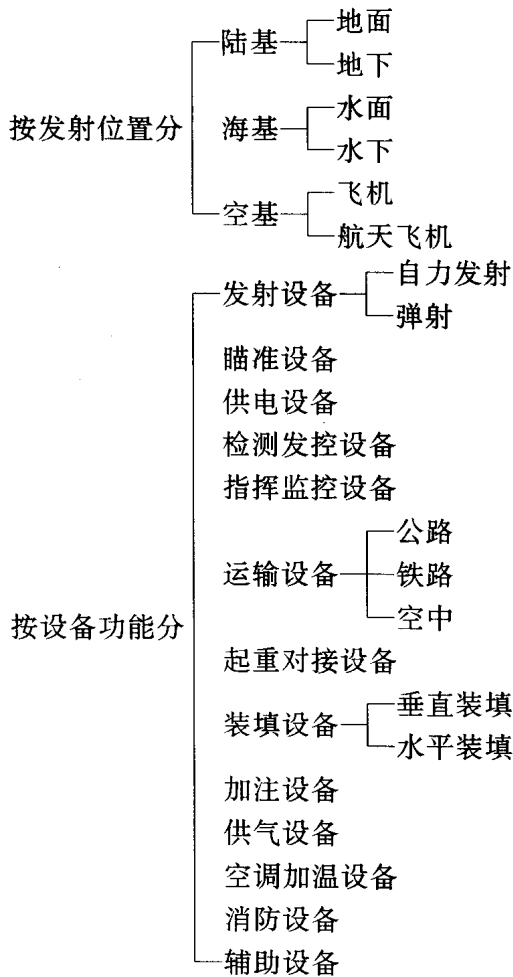 按发射位置分
陆基
地面
地下
海基
水面
水下
空基
飞机
航天飞机
按设备功能分
发射设备
自力发射
弹射
瞄准设备
供电设备
检测发控设备
指挥监控设备
运输设备
公路
铁路
空中
起重对接设备
装填设备
垂直装填
水平装填
加注设备
供气设备
空调加温设备
消防设备
辅助设备